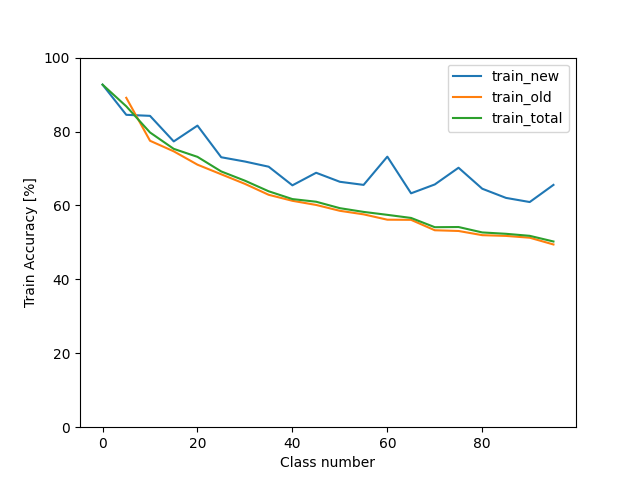 100
80
60
40
20
0
Train Accuracy [%]
train_new
train_old
train_total
0 20 40 60 80
Class number